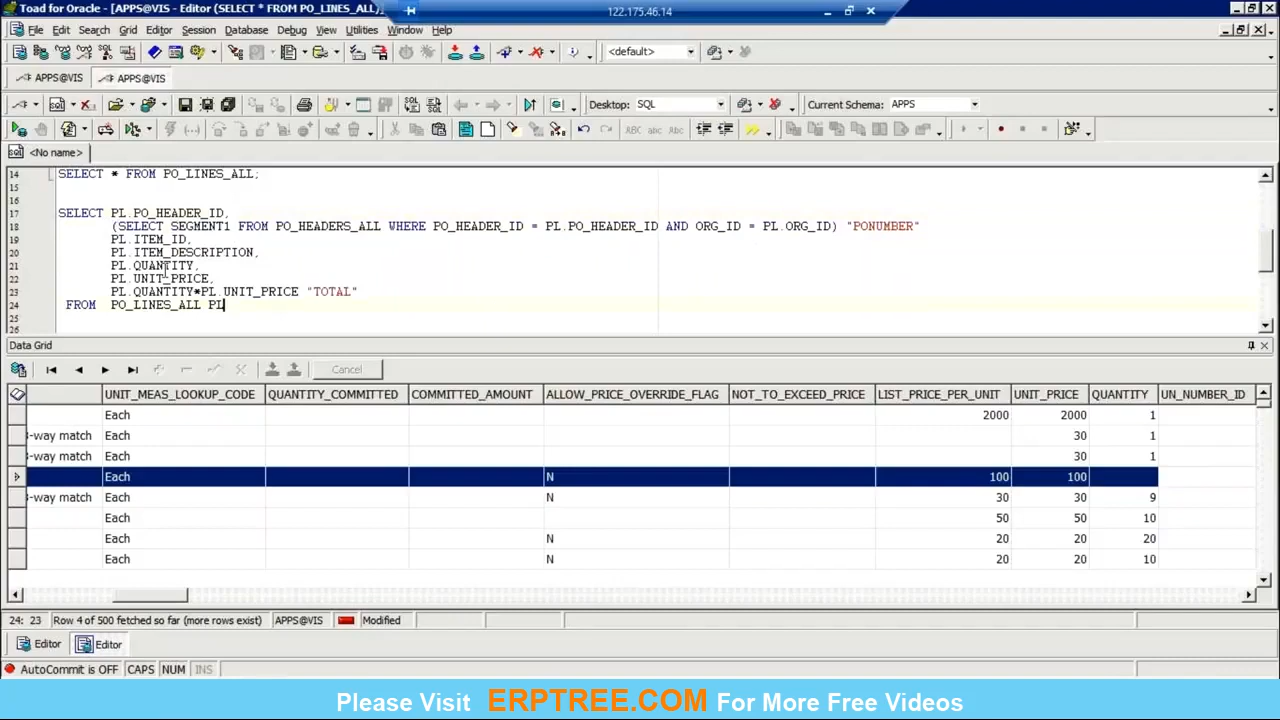 Toad for Oracle - [APPS@VIS - Editor (SELECT * FROM PO_LINES_ALL)]
122.175.46.14
File Edit Search Grid Editor Session Database Debug View Utilities Window Help
<default>
APPS@VIS APPS@VIS
Desktop: SQL Current Schema: APPS
<No name>
14 SELECT * FROM PO_LINES_ALL;
15
16
17 SELECT PL.PO_HEADER_ID,
18 (SELECT SEGMENT1 FROM PO_HEADERS_ALL WHERE PO_HEADER_ID = PL.PO_HEADER_ID AND ORG_ID = PL.ORG_ID) "PONUMBER"
19 PL.ITEM_ID,
20 PL.ITEM_DESCRIPTION,
21 PL.QUANTITY,
22 PL.UNIT_PRICE,
23 PL.QUANTITY*PL.UNIT_PRICE "TOTAL"
24 FROM PO_LINES_ALL PL
25
26
Data Grid
Cancel
UNIT_MEAS_LOOKUP_CODE QUANTITY_COMMITTED COMMITTED_AMOUNT ALLOW_PRICE_OVERRIDE_FLAG NOT_TO_EXCEED_PRICE LIST_PRICE_PER_UNIT UNIT_PRICE QUANTITY UN_NUMBER_ID
Each 2000 2000 1
3-way match Each 30 1
3-way match Each 30 1
Each N 100 100
3-way match Each N 30 30 9
Each 50 50 10
Each N 20 20 20
Each N 20 20 10
24: 23 Row 4 of 500 fetched so far (more rows exist) APPS@VIS Modified
Editor Editor
AutoCommit is OFF CAPS NUM INS
Please Visit ERPTREE.COM For More Free Videos